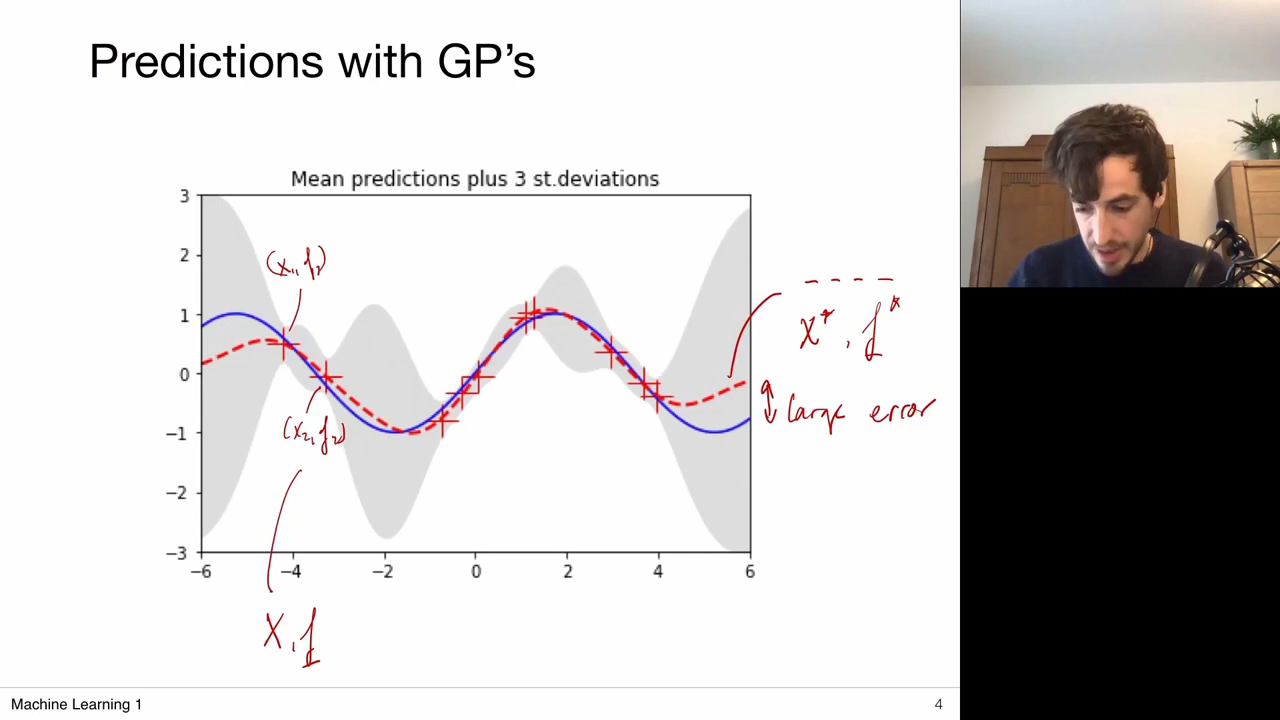 Predictions with GP's
Mean predictions plus 3 st.deviations
3
2
1
0
−1
−2
−3
−6
−4
−2
0
2
4
6
(x₁, f₁)
(x₂, f₂)
X, f
- - - -
X*, f*
large error
Machine Learning 1
4